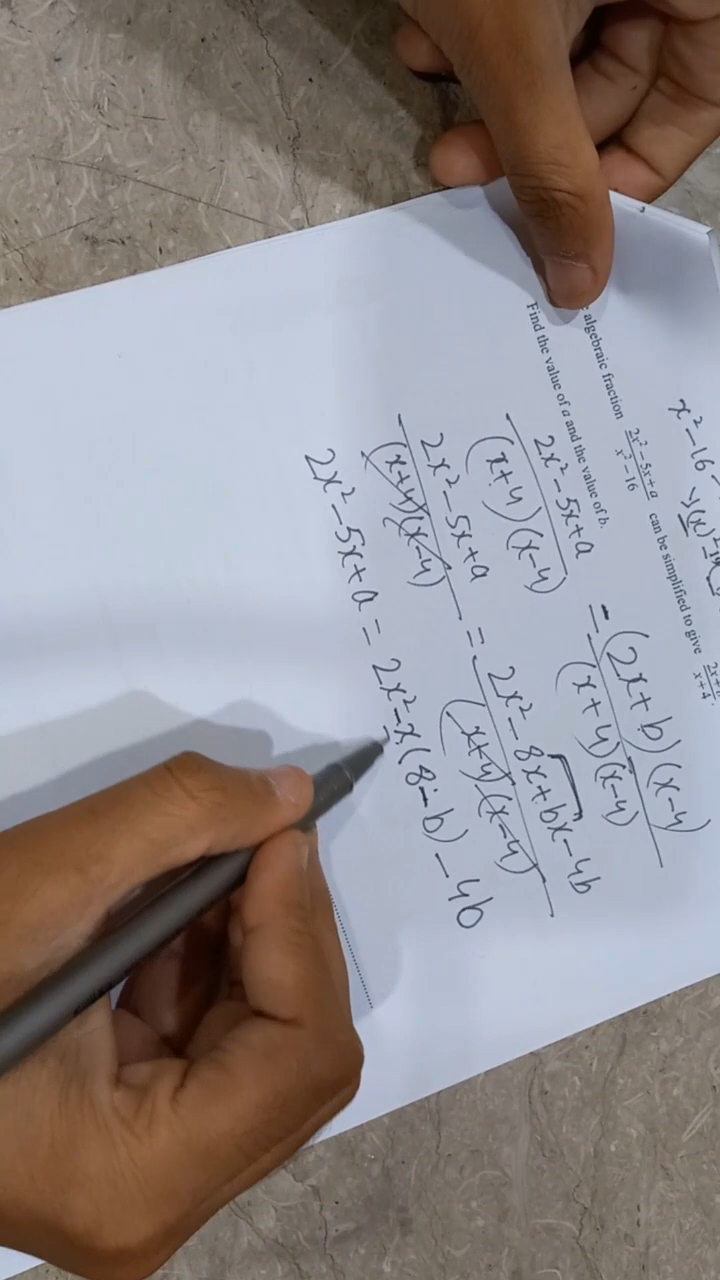 x² - 16
algebraic fraction (2x² - 5x + a)/(x² - 16) can be simplified to give
Find the value of a and the value of b.
(2x² - 5x + a)/((x+4)(x-4)) = ((2x+b)(x-4))/((x+4)(x-4))
(2x² - 5x + a)/((x+4)(x-4)) = (2x² - 8x + bx - 4b)/((x+4)(x-4))
2x² - 5x + a = 2x² - x(8 - b) - 4b